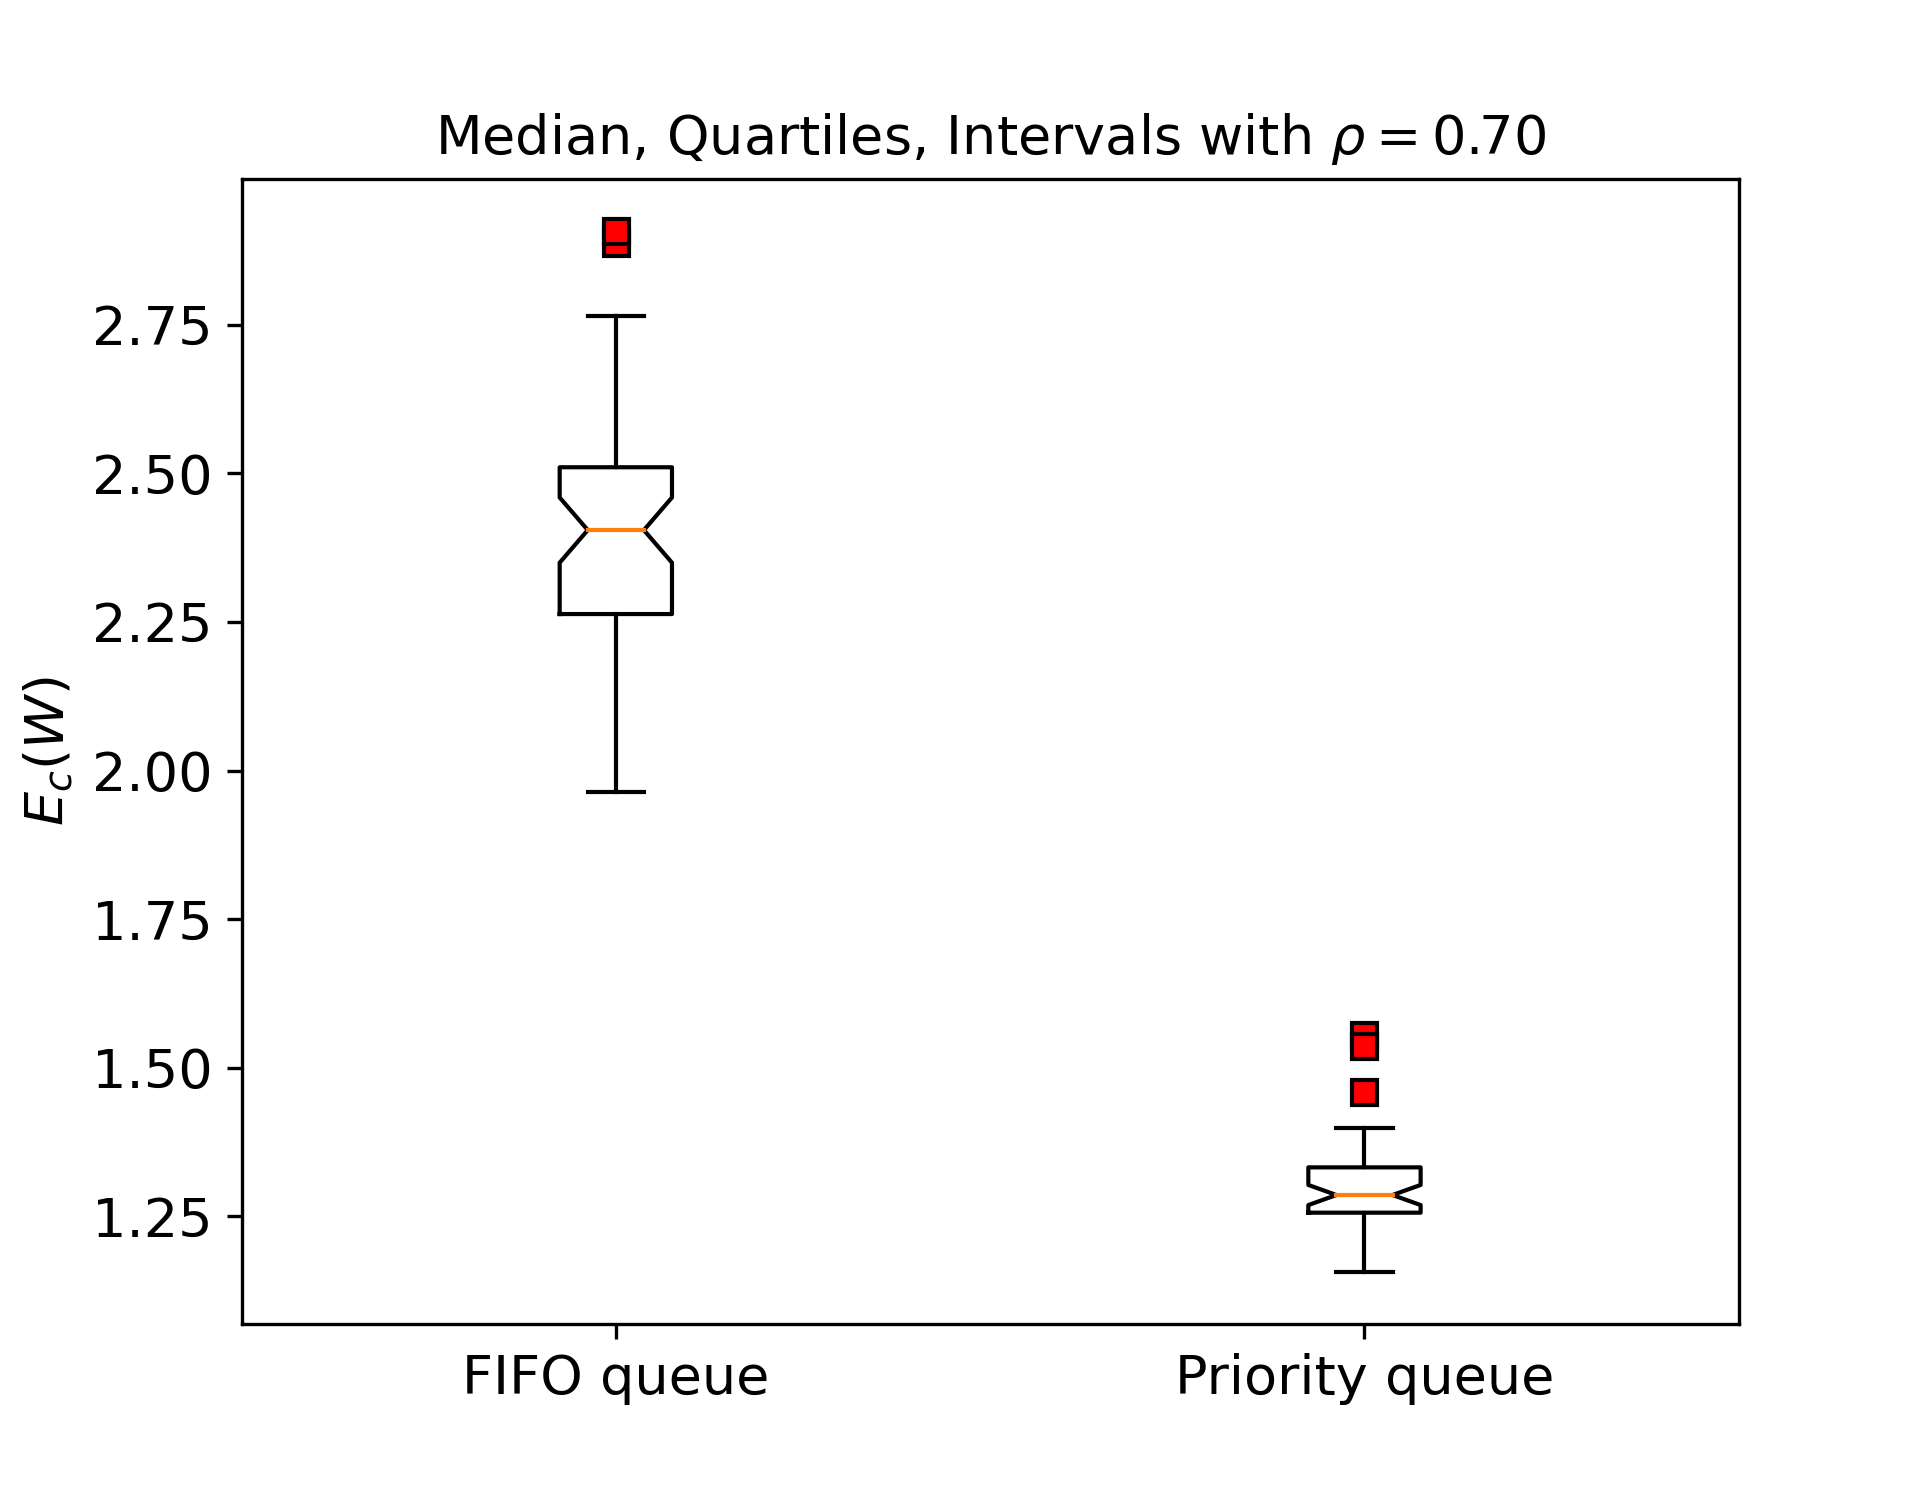 Median, Quartiles, Intervals with ρ = 0.70
E_c(W)
2.75
2.50
2.25
2.00
1.75
1.50
1.25
FIFO queue
Priority queue